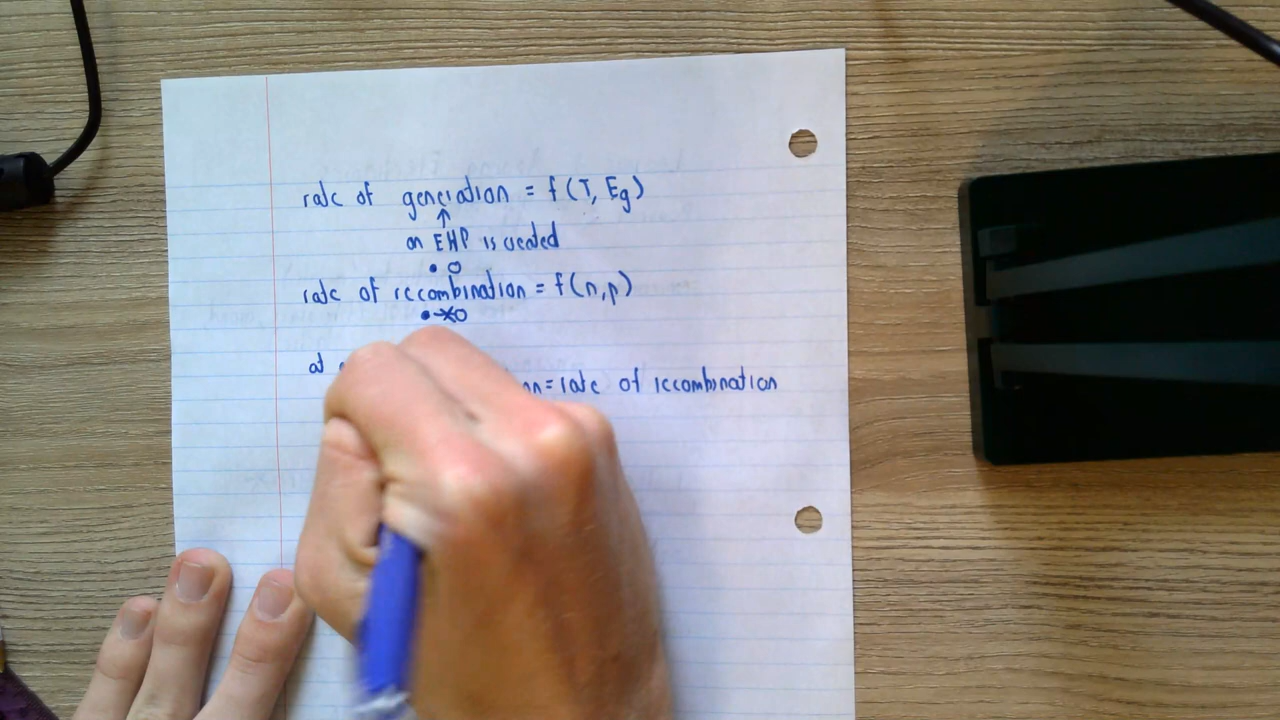 rate of generation = f(T, Eg)
↑
an EHP is created
rate of recombination = f(n,p)
at
= rate of recombination